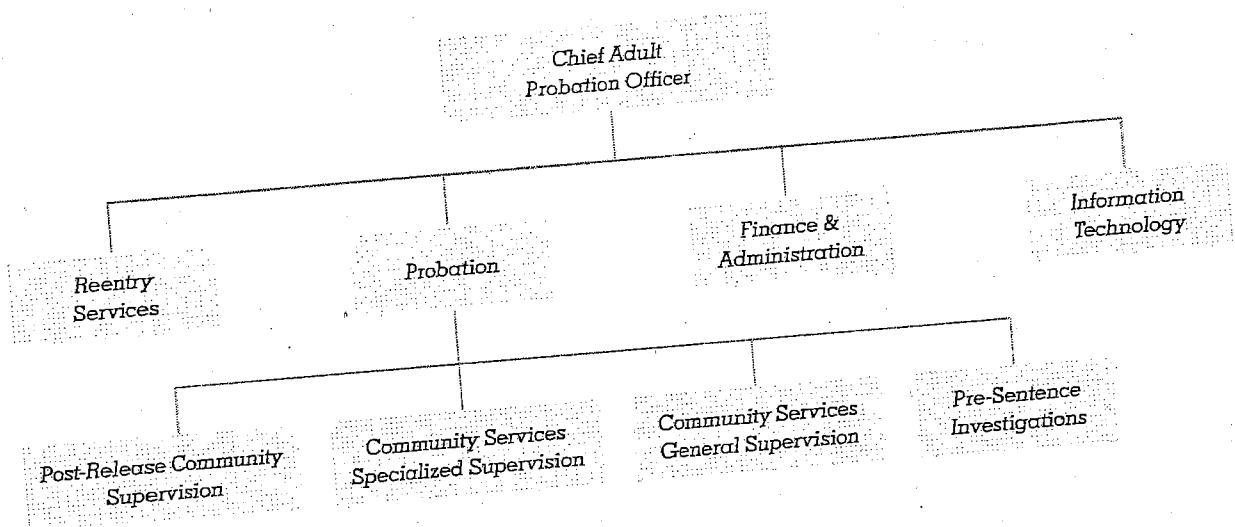 Chief Adult
Probation Officer
Reentry
Services
Probation
Finance &
Administration
Information
Technology
Post-Release Community
Supervision
Community Services
Specialized Supervision
Community Services
General Supervision
Pre-Sentence
Investigations